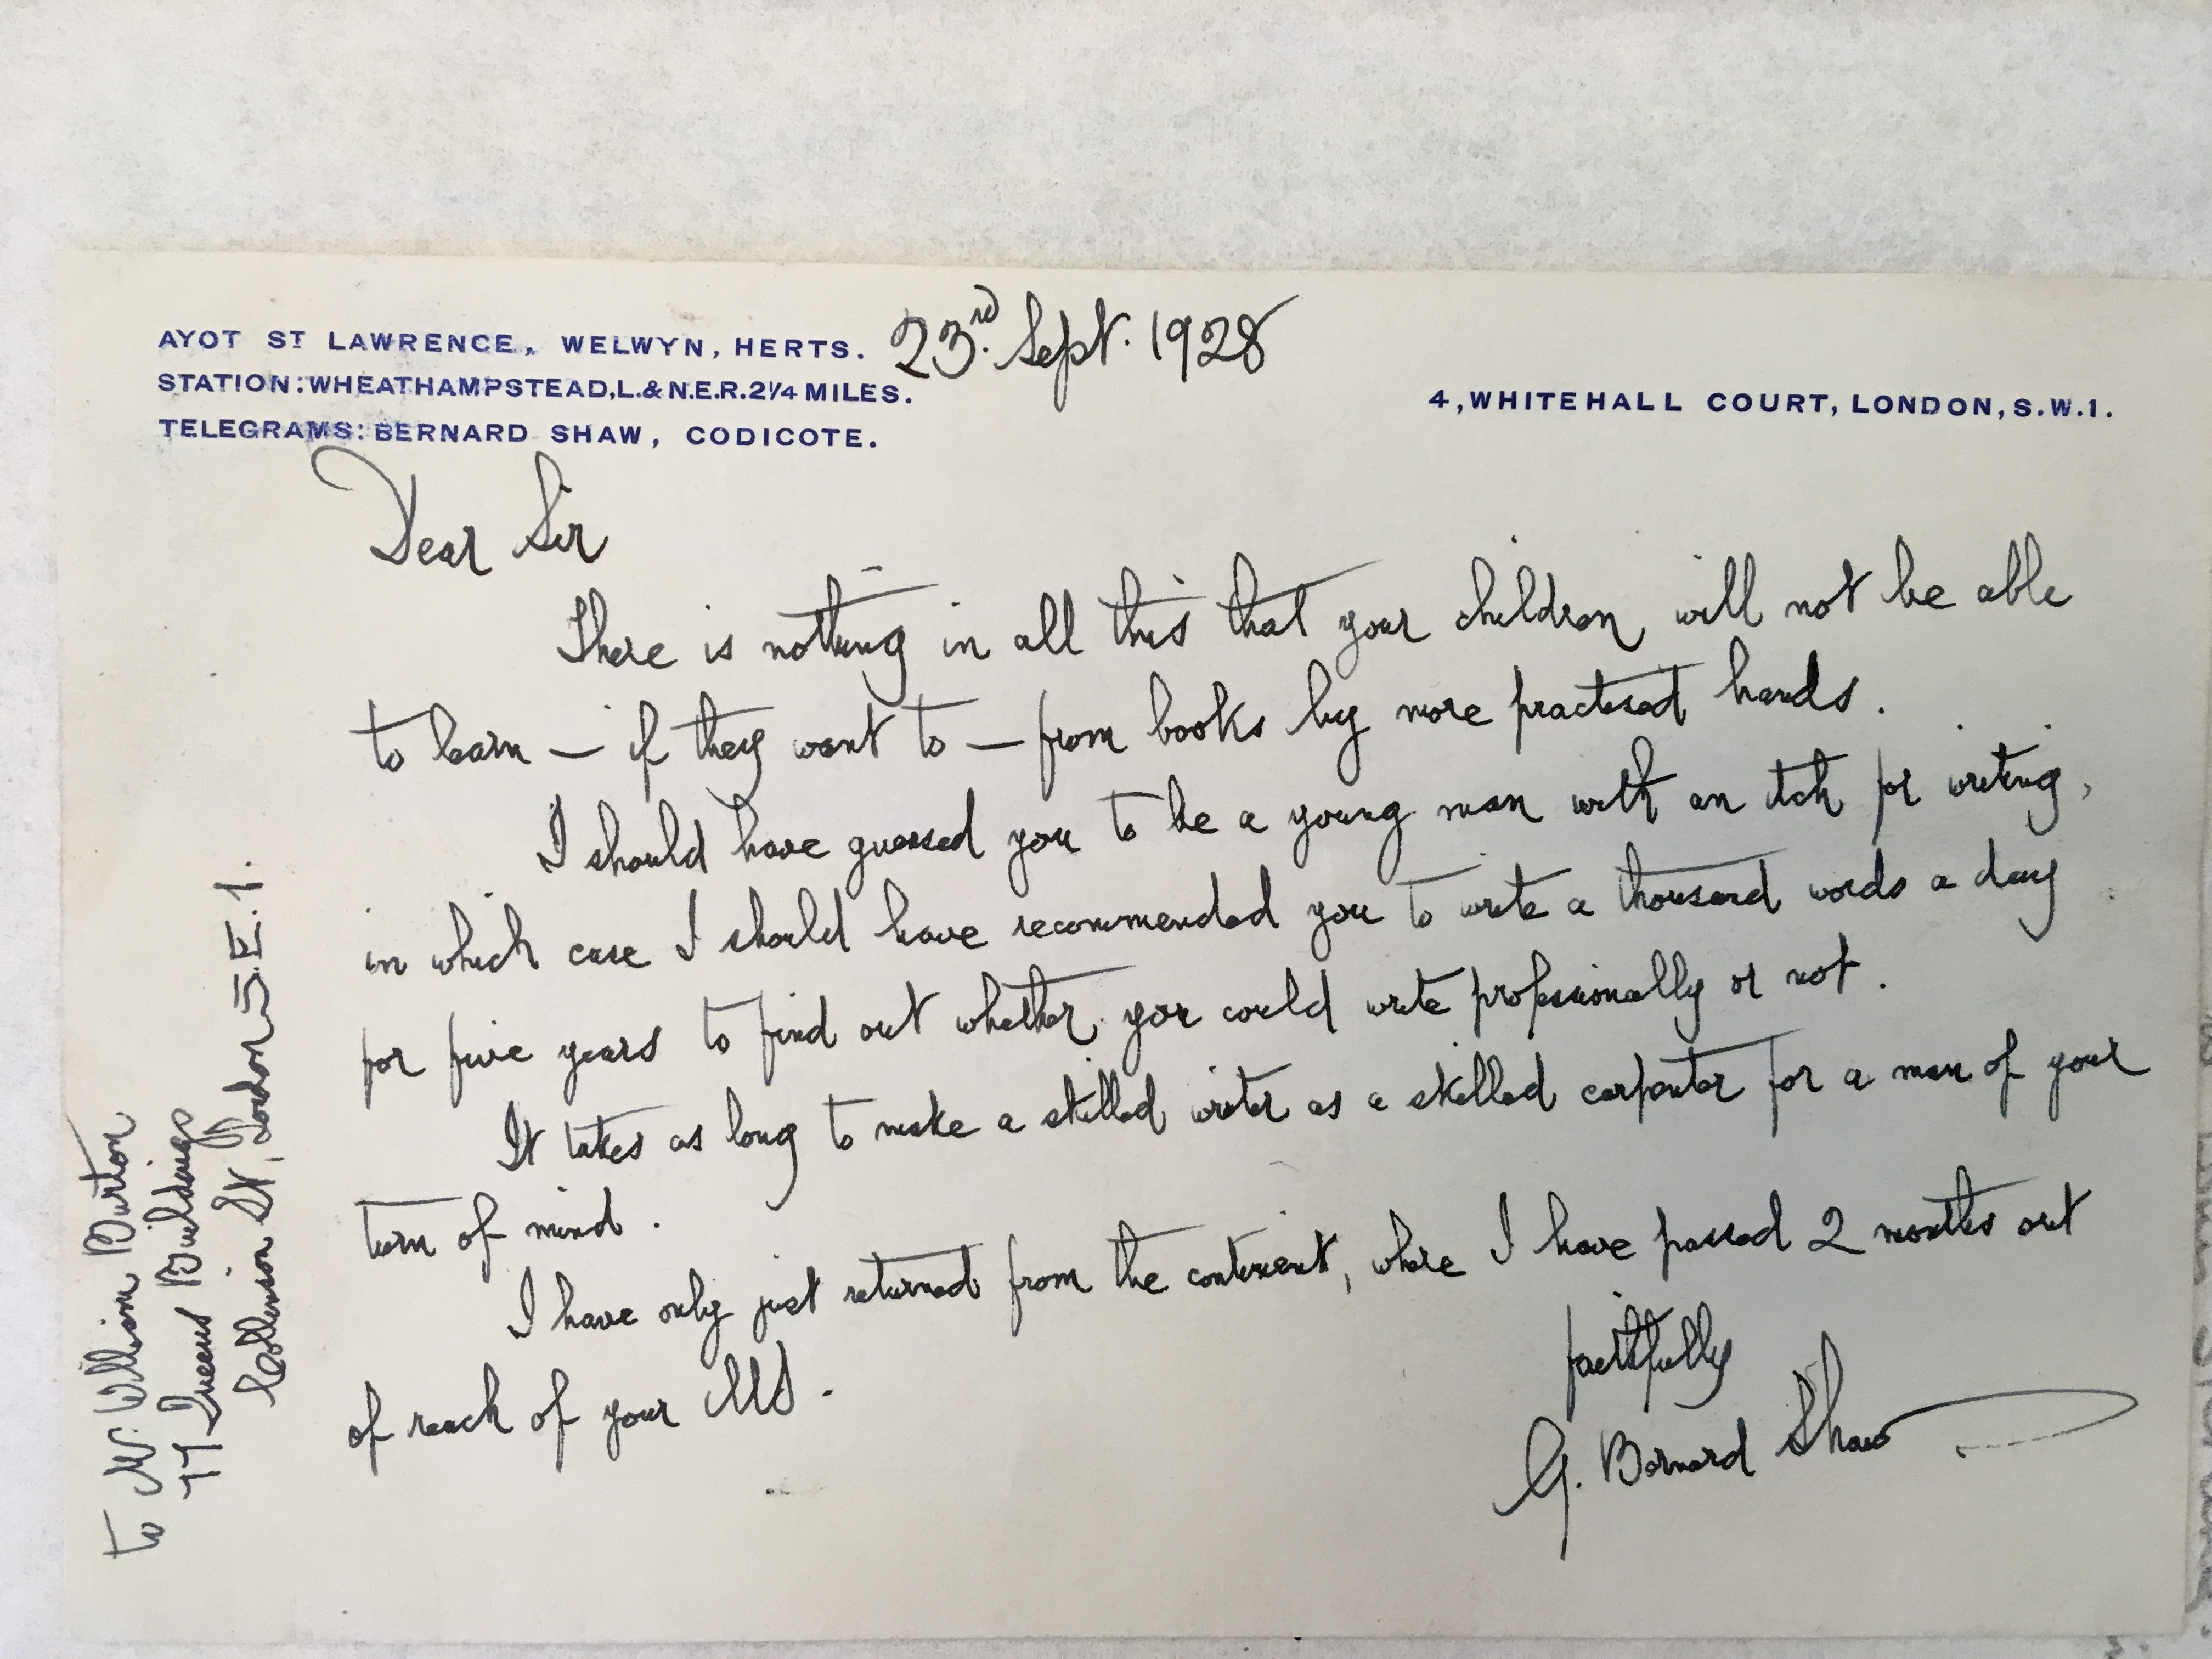 AYOT ST LAWRENCE, WELWYN, HERTS.
STATION: WHEATHAMPSTEAD, L. & N.E.R. 2¼ MILES.
TELEGRAMS: BERNARD SHAW, CODICOTE.
23rd Sept. 1928
4, WHITEHALL COURT, LONDON, S.W.1.
Dear Sir
There is nothing in all this that your children will not be able
to learn — if they want to — from books by more practised hands.
I should have guessed you to be a young man with an itch for writing,
in which case I should have recommended you to write a thousand words a day
for five years to find out whether you could write professionally or not.
It takes as long to make a skilled writer as a skilled carpenter for a man of your
turn of mind.
I have only just returned from the continent, where I have passed 2 months out
of reach of your MS.
faithfully
G. Bernard Shaw
to Mr. William Burton
77 Queens Buildings
Collinson St, London S.E.1.